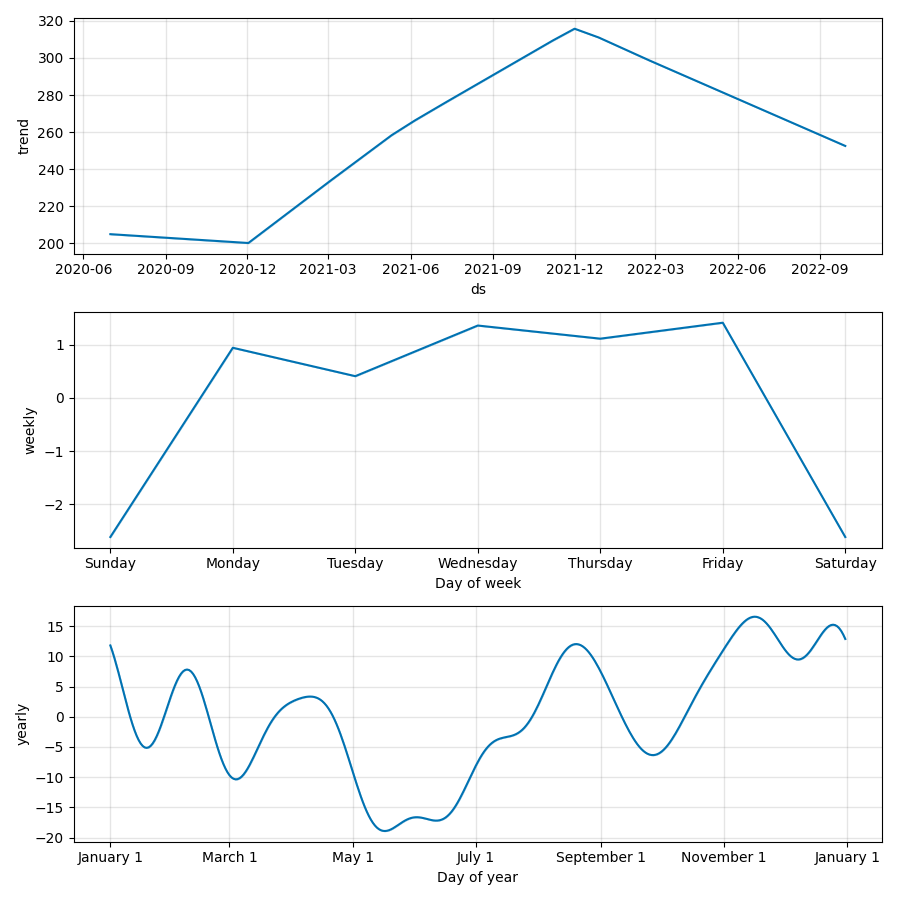 320
300
280
260
240
220
200
trend
2020-06 2020-09 2020-12 2021-03 2021-06 2021-09 2021-12 2022-03 2022-06 2022-09
ds
1
0
−1
−2
weekly
Sunday Monday Tuesday Wednesday Thursday Friday Saturday
Day of week
15
10
5
0
−5
−10
−15
−20
yearly
January 1 March 1 May 1 July 1 September 1 November 1 January 1
Day of year